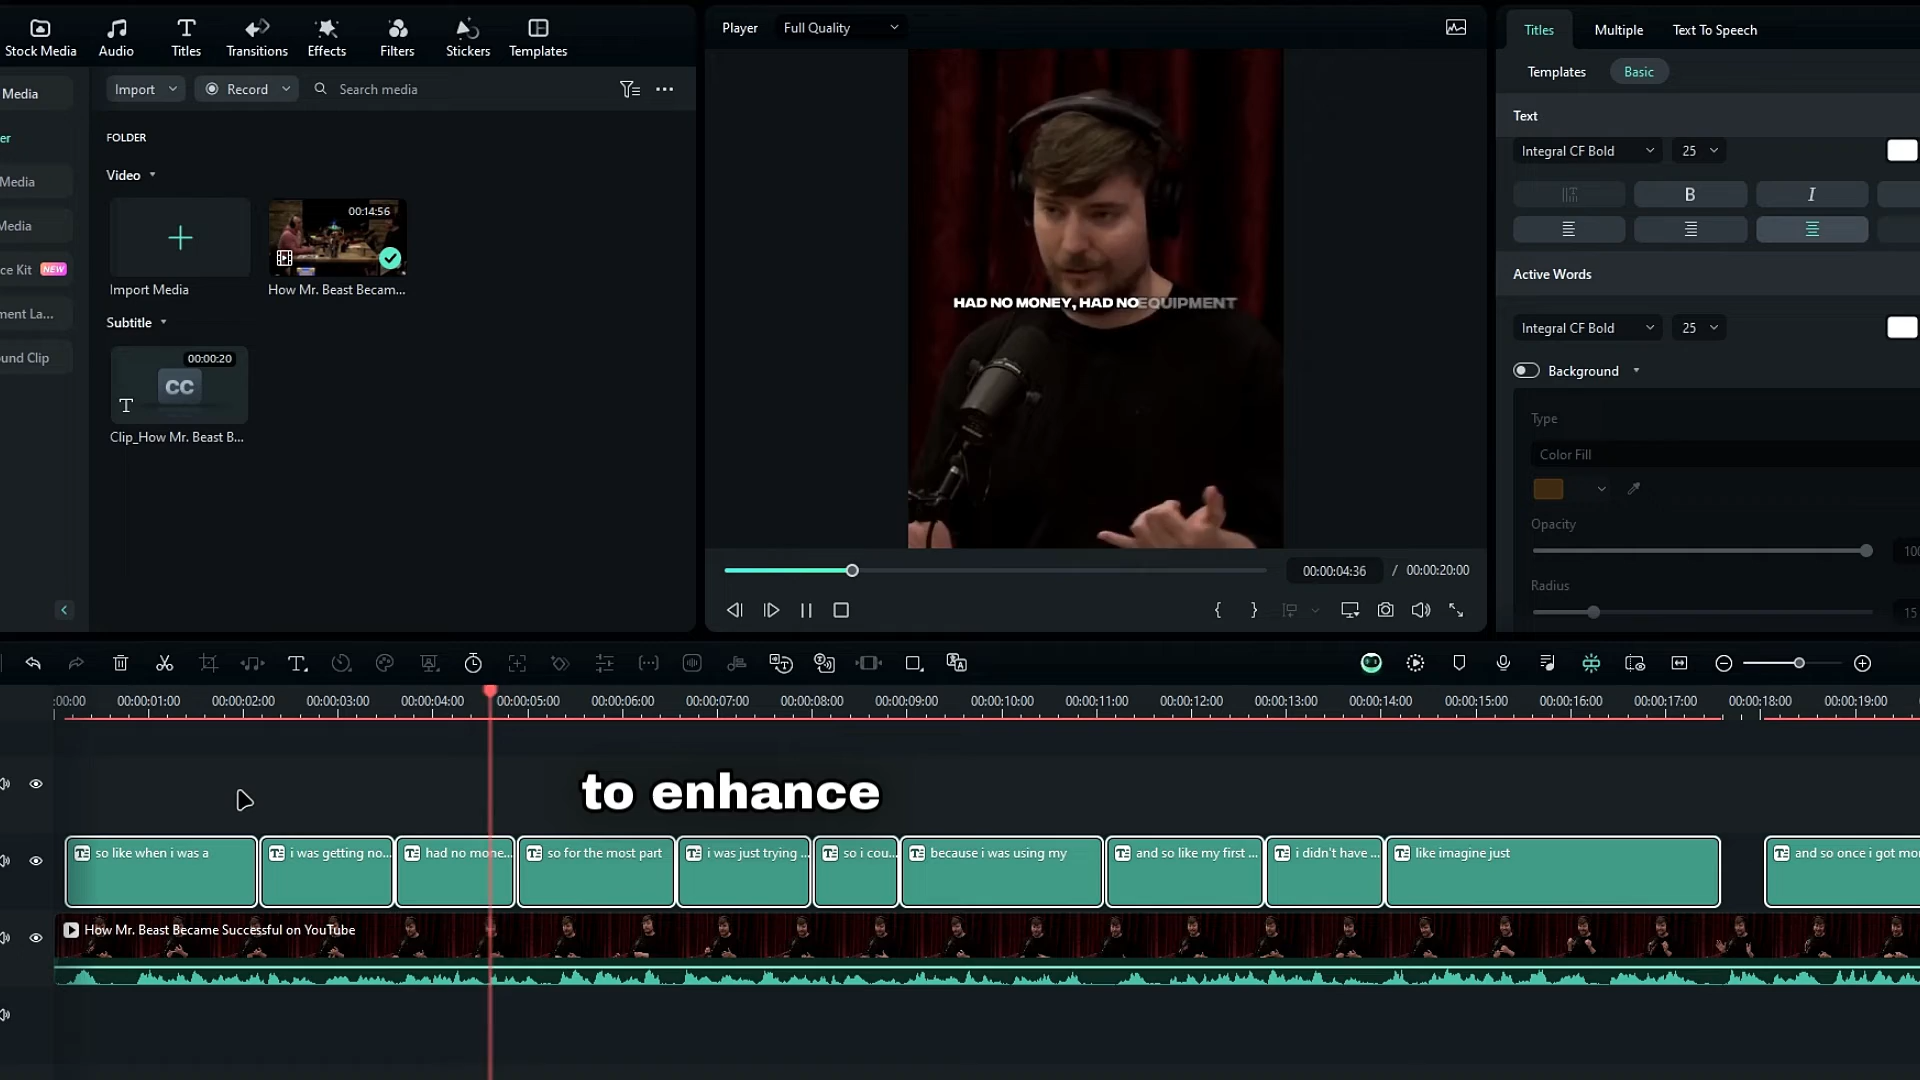 Stock Media
Audio
Titles
Transitions
Effects
Filters
Stickers
Templates
Media
er
Media
Media
ce Kit NEW
ment La...
ound Clip
Import
Record
Search media
FOLDER
Video
00:14:56
Import Media
How Mr. Beast Becam...
Subtitle
00:00:20
CC
T
Clip_How Mr. Beast B...
Player
Full Quality
HAD NO MONEY, HAD NO EQUIPMENT
00:00:04:36 / 00:00:20:00
{ }
Titles
Multiple
Text To Speech
Templates
Basic
Text
Integral CF Bold
25
B
I
Active Words
Integral CF Bold
25
Background
Type
Color Fill
Opacity
100
Radius
15
:00:00
00:00:01:00
00:00:02:00
00:00:03:00
00:00:04:00
00:00:05:00
00:00:06:00
00:00:07:00
00:00:08:00
00:00:09:00
00:00:10:00
00:00:11:00
00:00:12:00
00:00:13:00
00:00:14:00
00:00:15:00
00:00:16:00
00:00:17:00
00:00:18:00
00:00:19:00
to enhance
so like when i was a
i was getting no...
had no mone...
so for the most part
i was just trying ...
so i cou...
because i was using my
and so like my first ...
i didn't have ...
like imagine just
and so once i got mo
How Mr. Beast Became Successful on YouTube